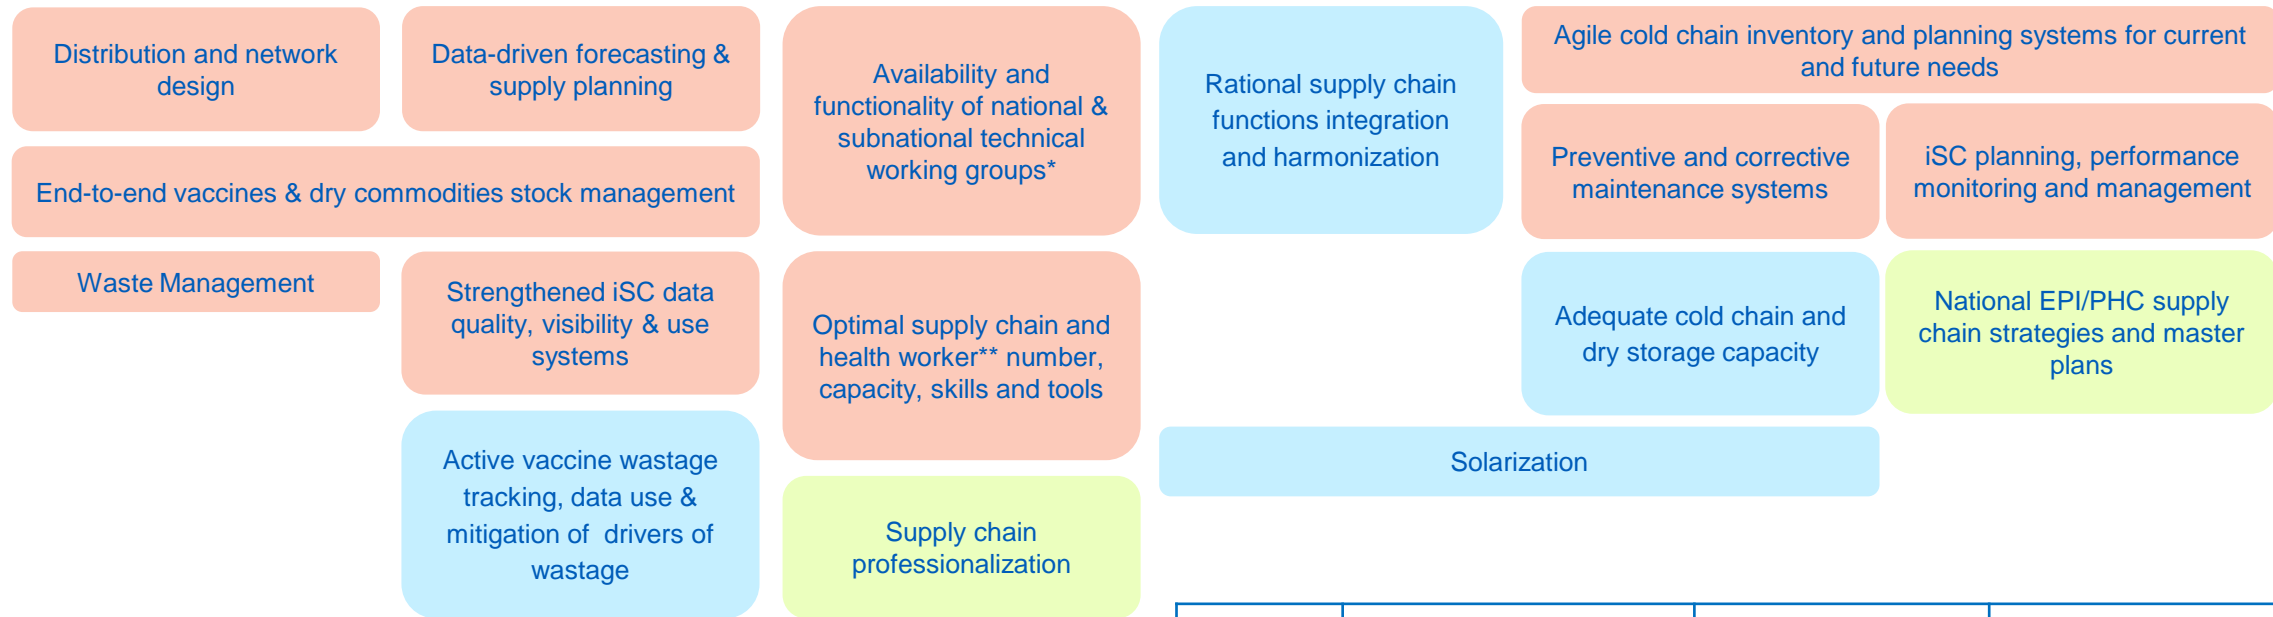 Distribution and network
design
Data-driven forecasting &
supply planning
End-to-end vaccines & dry commodities stock management
Waste Management
Strengthened iSC data
quality, visibility & use
systems
Active vaccine wastage
tracking, data use &
mitigation of drivers of
wastage
Availability and
functionality of national &
subnational technical
working groups*
Optimal supply chain and
health worker** number,
capacity, skills and tools
Supply chain
professionalization
Rational supply chain
functions integration
and harmonization
Agile cold chain inventory and planning systems for current
and future needs
Preventive and corrective
maintenance systems
iSC planning, performance
monitoring and management
Adequate cold chain and
dry storage capacity
National EPI/PHC supply
chain strategies and master
plans
Solarization